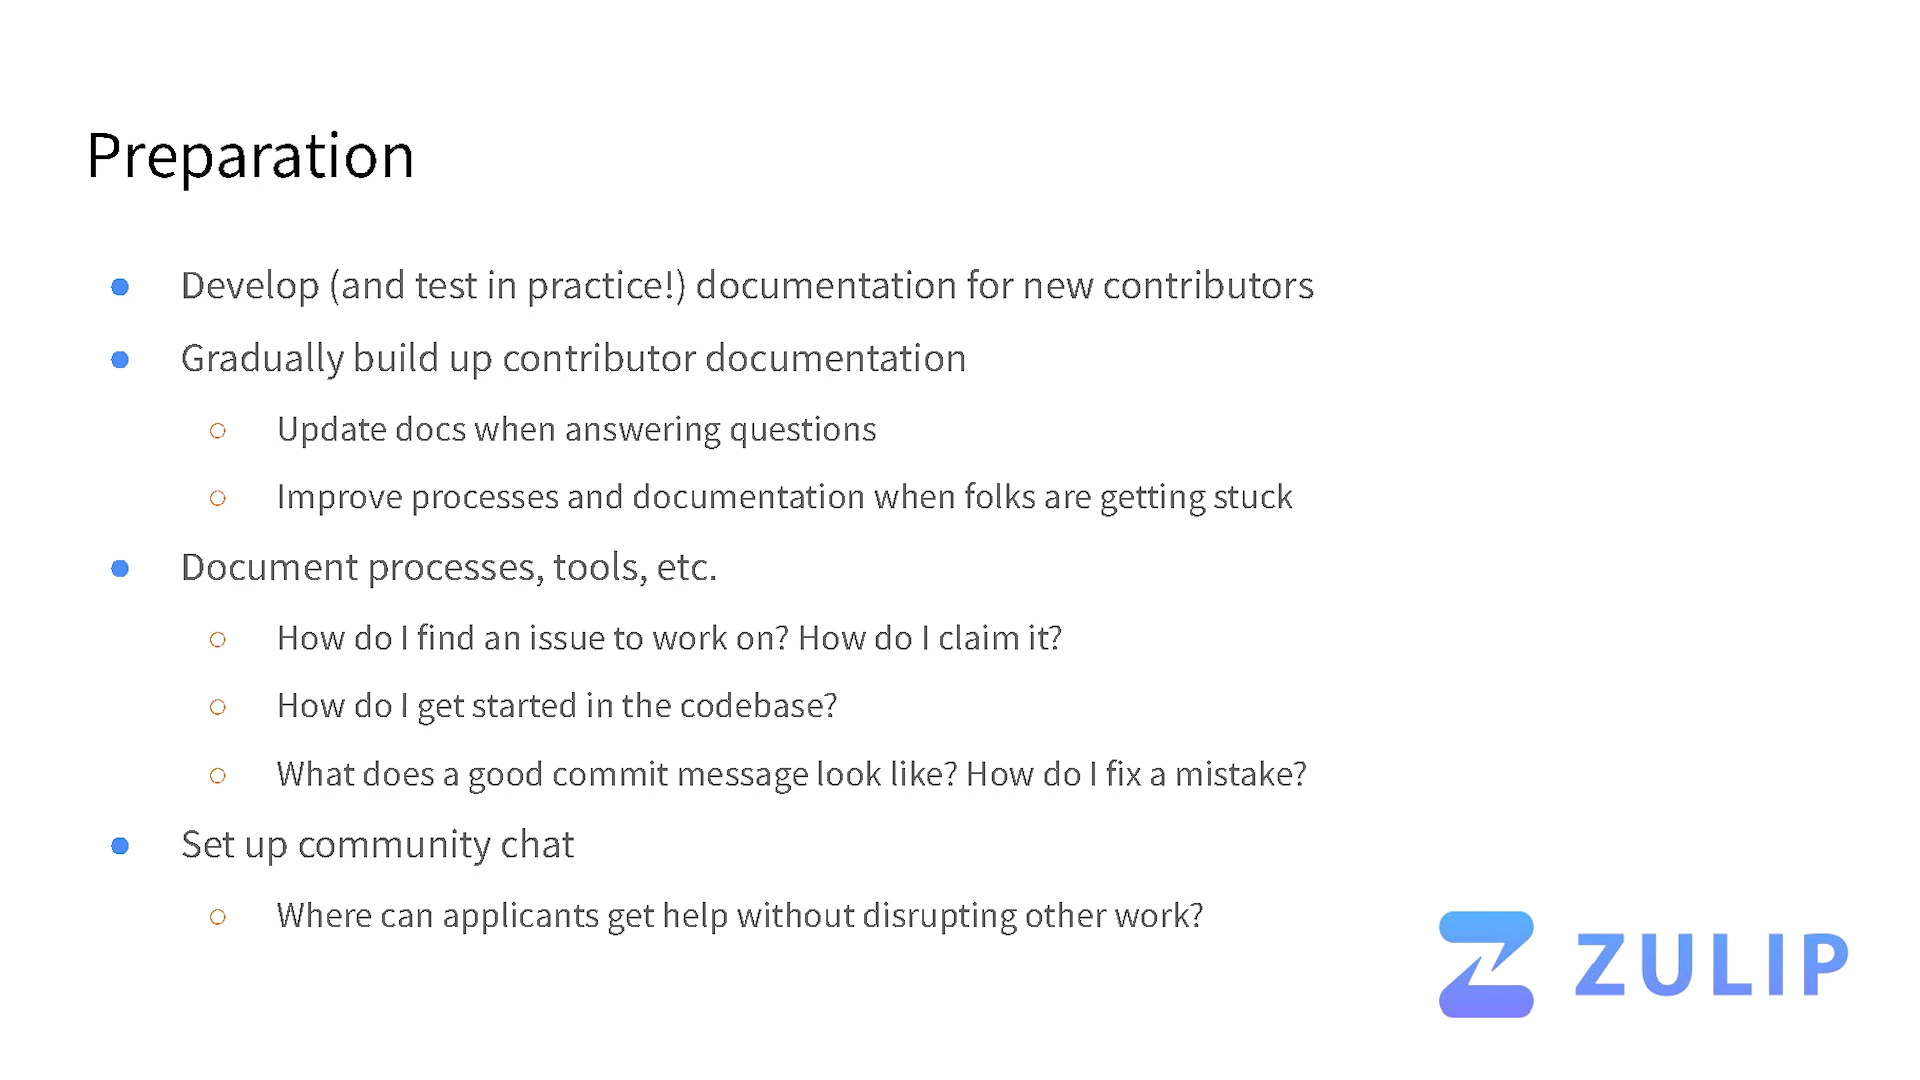 Preparation
● Develop (and test in practice!) documentation for new contributors
● Gradually build up contributor documentation
○ Update docs when answering questions
○ Improve processes and documentation when folks are getting stuck
● Document processes, tools, etc.
○ How do I find an issue to work on? How do I claim it?
○ How do I get started in the codebase?
○ What does a good commit message look like? How do I fix a mistake?
● Set up community chat
○ Where can applicants get help without disrupting other work?
ZULIP